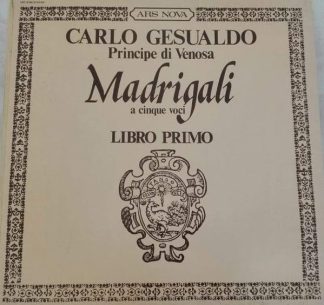 ARS NOVA
CARLO GESUALDO
Principe di Venosa
Madrigali
a cinque voci
LIBRO PRIMO